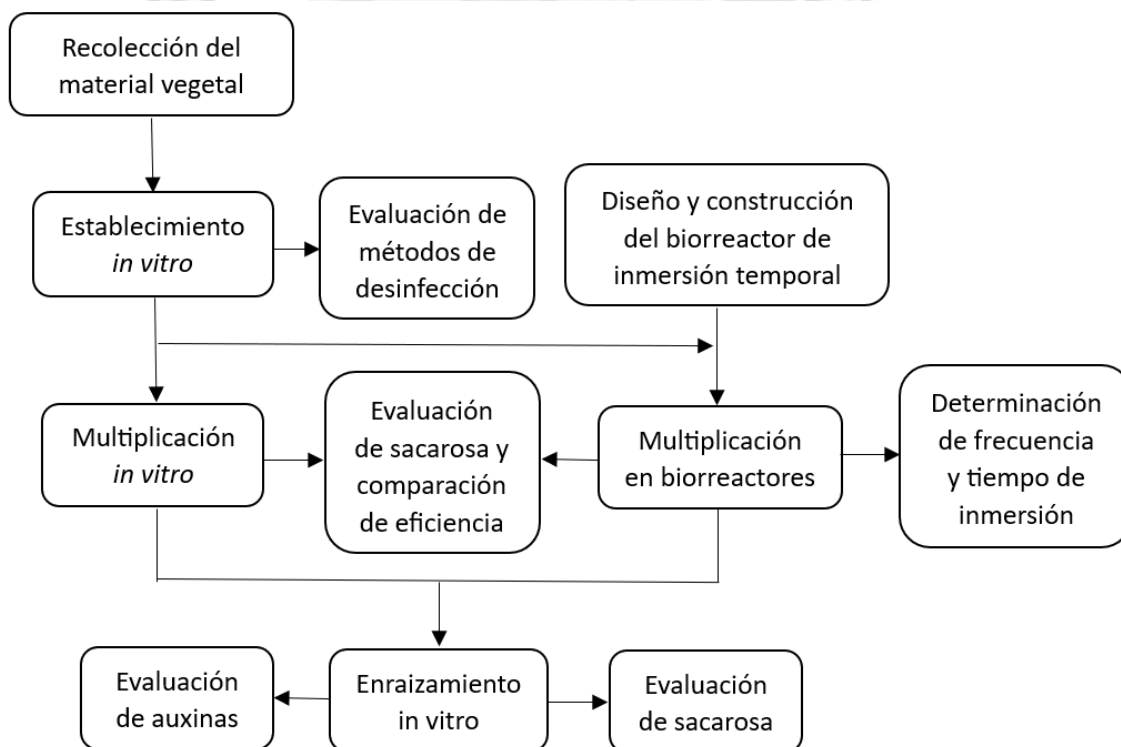 Recolección del
material vegetal
Establecimiento
in vitro
Evaluación de
métodos de
desinfección
Diseño y construcción
del biorreactor de
inmersión temporal
Multiplicación
in vitro
Evaluación
de sacarosa y
comparación
de eficiencia
Multiplicación
en biorreactores
Determinación
de frecuencia
y tiempo de
inmersión
Evaluación
de auxinas
Enraizamiento
in vitro
Evaluación
de sacarosa